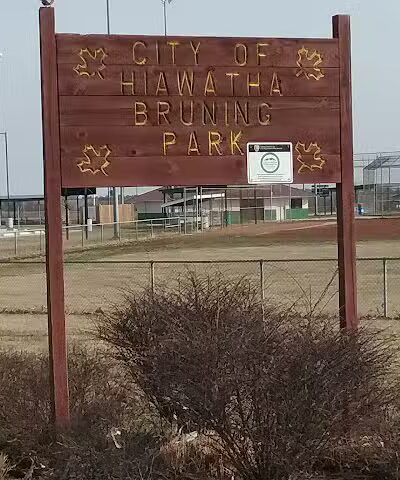 CITY OF
HIAWATHA
BRUNING
PARK